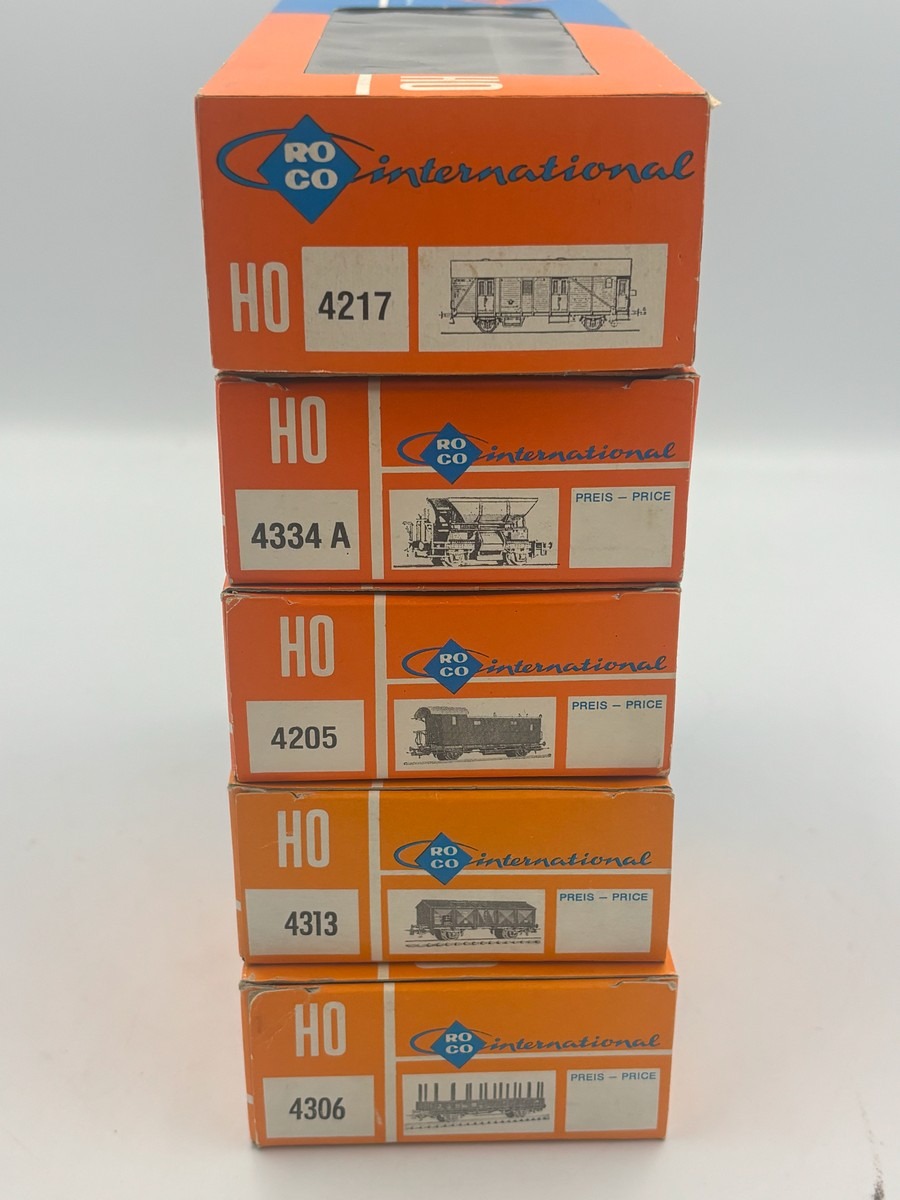 HO
RO
CO international
HO 4217
HO
RO
CO international
4334 A
PREIS – PRICE
HO
RO
CO international
4205
PREIS – PRICE
HO
RO
CO international
4313
PREIS – PRICE
HO
RO
CO international
4306
PREIS – PRICE